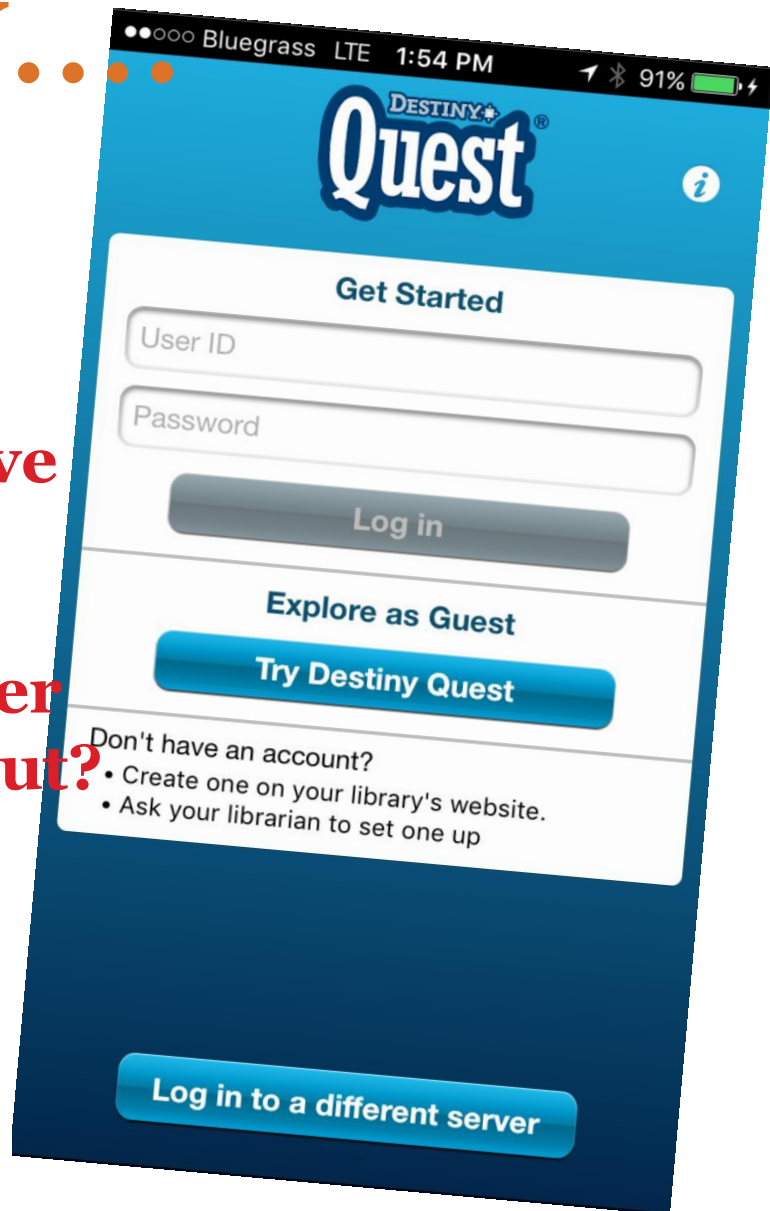 ●●○○○ Bluegrass LTE 1:54 PM 91%
DESTINY
Quest®
i
Get Started
User ID
Password
ve
Log in
Explore as Guest
Try Destiny Quest
er
ut?
Don't have an account?
• Create one on your library's website.
• Ask your librarian to set one up
Log in to a different server